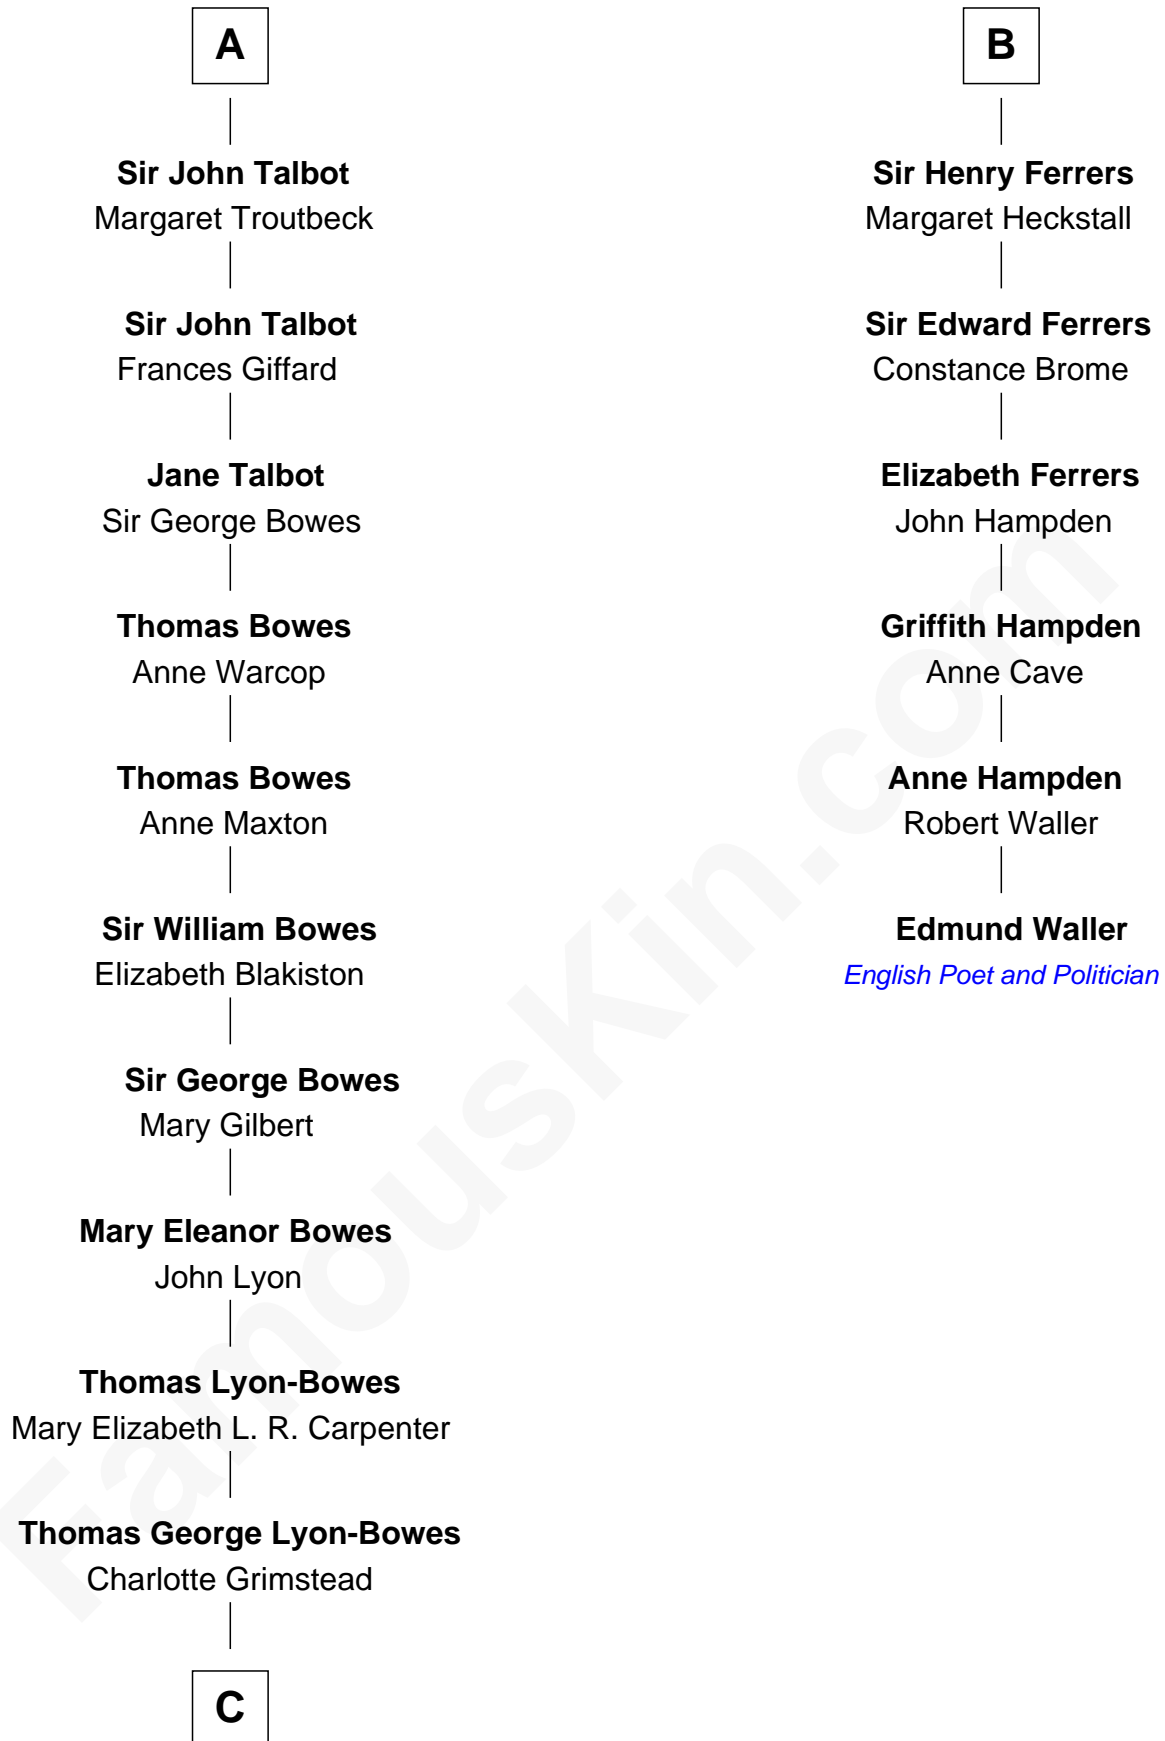 A
Sir John Talbot
Margaret Troutbeck
Sir John Talbot
Frances Giffard
Jane Talbot
Sir George Bowes
Thomas Bowes
Anne Warcop
Thomas Bowes
Anne Maxton
Sir William Bowes
Elizabeth Blakiston
Sir George Bowes
Mary Gilbert
Mary Eleanor Bowes
John Lyon
Thomas Lyon-Bowes
Mary Elizabeth L. R. Carpenter
Thomas George Lyon-Bowes
Charlotte Grimstead
C
B
Sir Henry Ferrers
Margaret Heckstall
Sir Edward Ferrers
Constance Brome
Elizabeth Ferrers
John Hampden
Griffith Hampden
Anne Cave
Anne Hampden
Robert Waller
Edmund Waller
English Poet and Politician
FamousKin.com